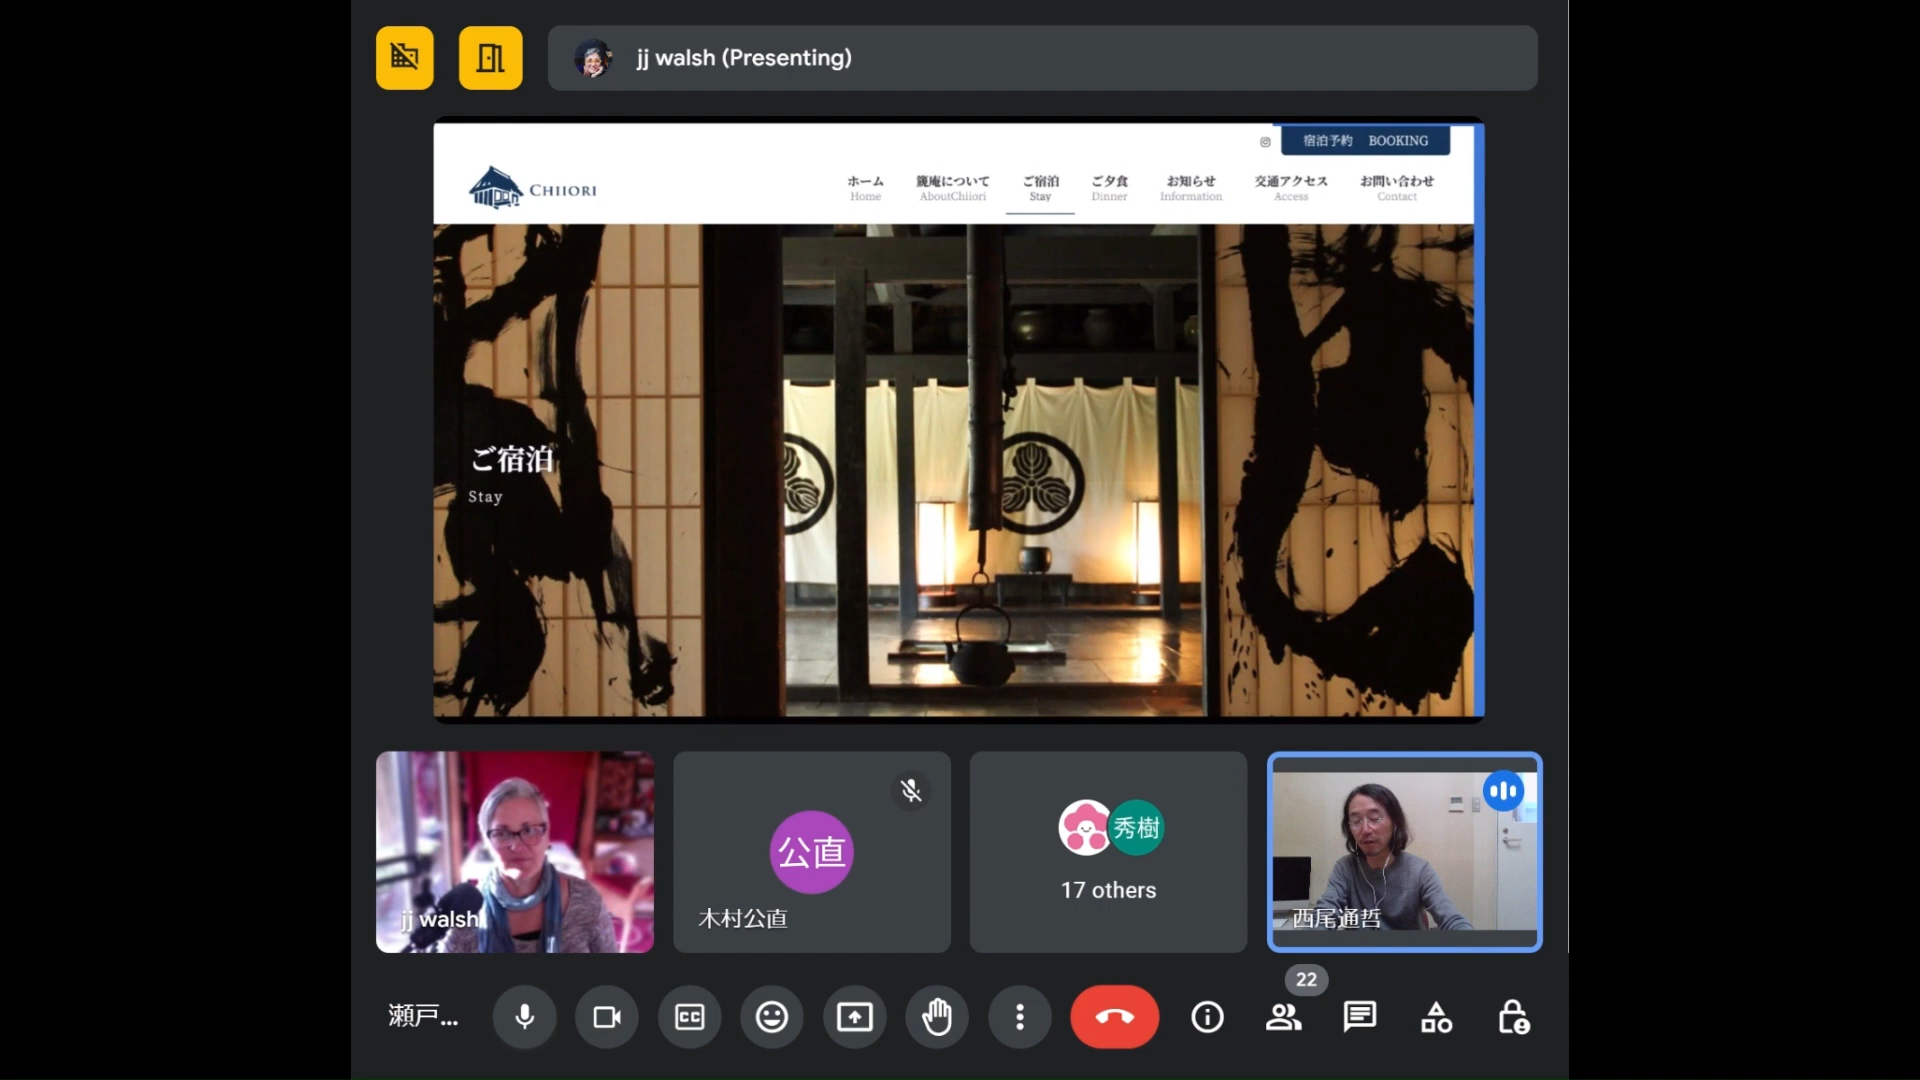 jj walsh (Presenting)
宿泊予約 BOOKING
CHIIORI
ホーム
Home
篪庵について
AboutChiiori
ご宿泊
Stay
ご夕食
Dinner
お知らせ
Information
交通アクセス
Access
お問い合わせ
Contact
ご宿泊
Stay
jj walsh
公直
木村公直
秀樹
17 others
西尾通哲
22
瀬戸...
CC